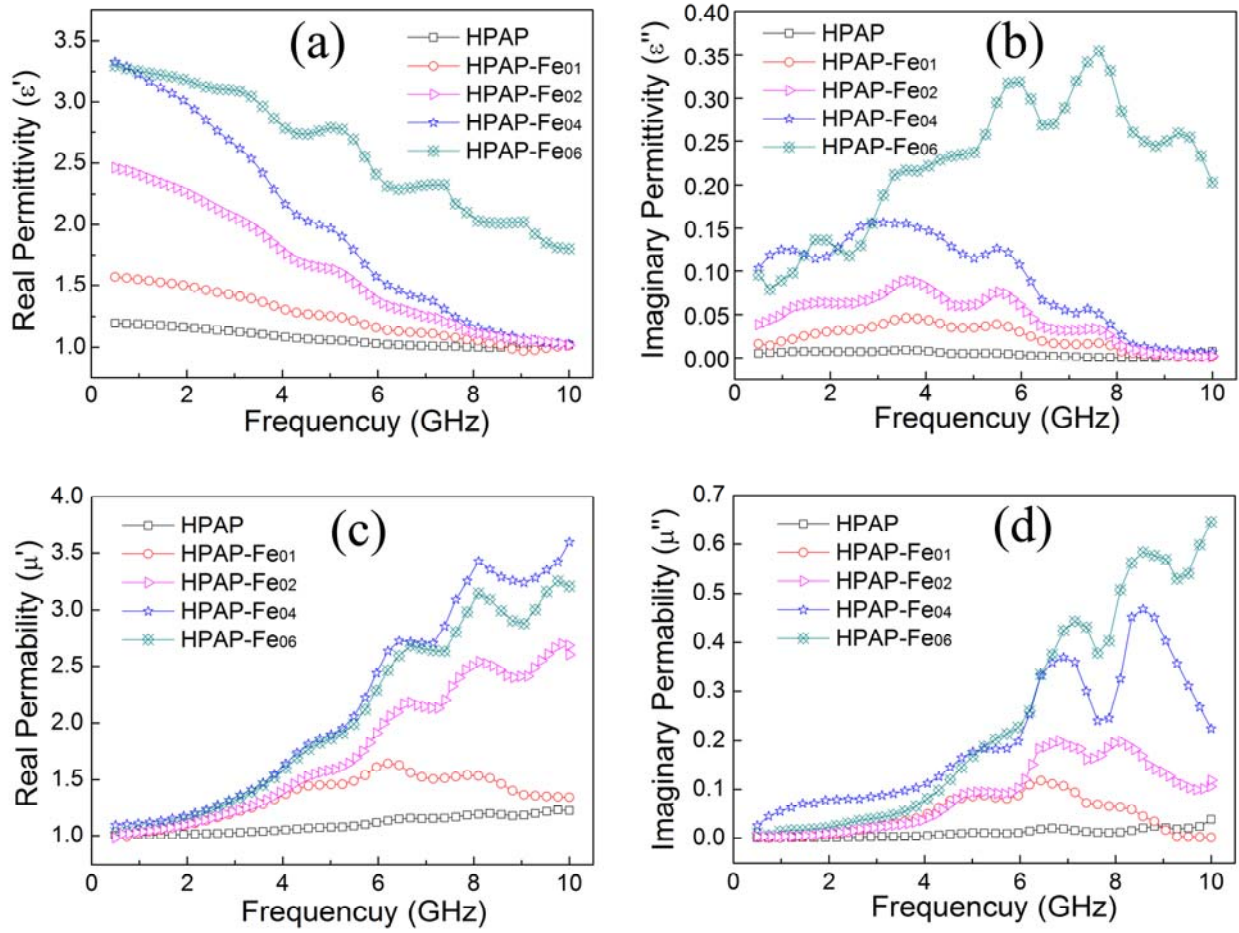 (a)
Real Permittivity (ε')
3.5
3.0
2.5
2.0
1.5
1.0
HPAP
HPAP-Fe01
HPAP-Fe02
HPAP-Fe04
HPAP-Fe06
0 2 4 6 8 10
Frequencuy (GHz)
(b)
Imaginary Permittivity (ε'')
0.40
0.35
0.30
0.25
0.20
0.15
0.10
0.05
0.00
HPAP
HPAP-Fe01
HPAP-Fe02
HPAP-Fe04
HPAP-Fe06
0 2 4 6 8 10
Frequencuy (GHz)
(c)
Real Permability (μ')
4.0
3.5
3.0
2.5
2.0
1.5
1.0
HPAP
HPAP-Fe01
HPAP-Fe02
HPAP-Fe04
HPAP-Fe06
0 2 4 6 8 10
Frequencuy (GHz)
(d)
Imaginary Permability (μ'')
0.7
0.6
0.5
0.4
0.3
0.2
0.1
0.0
HPAP
HPAP-Fe01
HPAP-Fe02
HPAP-Fe04
HPAP-Fe06
0 2 4 6 8 10
Frequencuy (GHz)